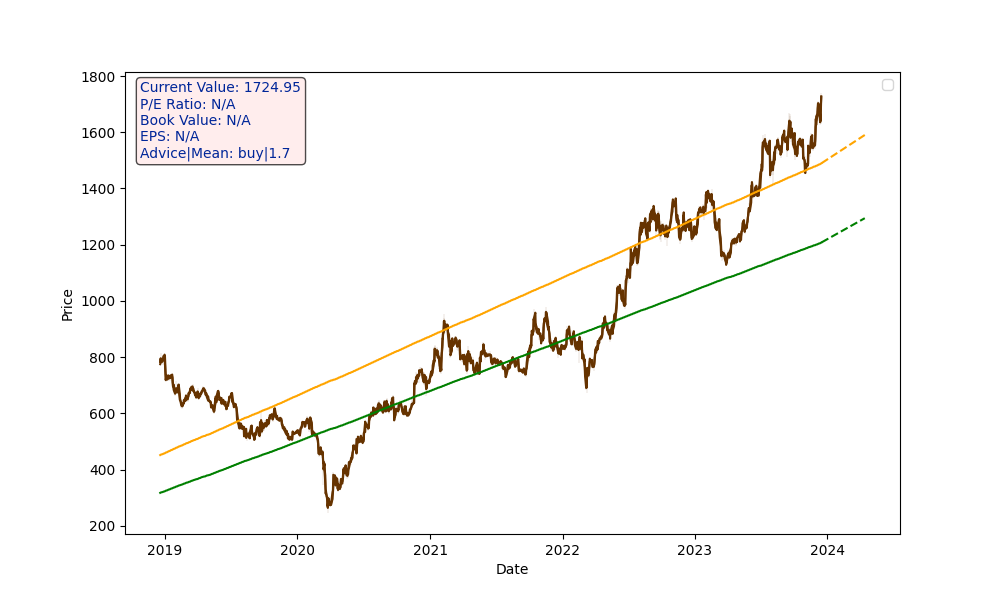 Current Value: 1724.95
P/E Ratio: N/A
Book Value: N/A
EPS: N/A
Advice|Mean: buy|1.7
Price
1800
1600
1400
1200
1000
800
600
400
200
2019 2020 2021 2022 2023 2024
Date